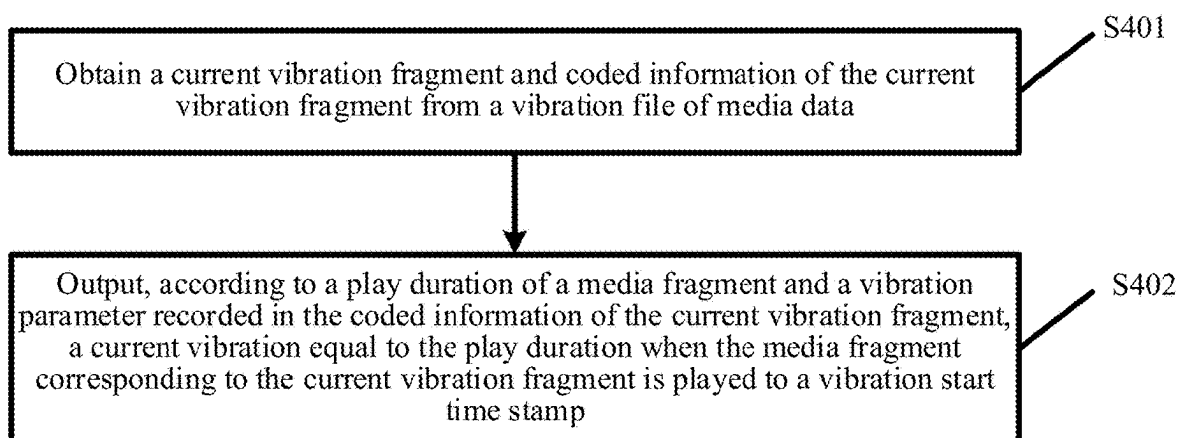 S401
Obtain a current vibration fragment and coded information of the current
vibration fragment from a vibration file of media data
S402
Output, according to a play duration of a media fragment and a vibration
parameter recorded in the coded information of the current vibration fragment,
a current vibration equal to the play duration when the media fragment
corresponding to the current vibration fragment is played to a vibration start
time stamp